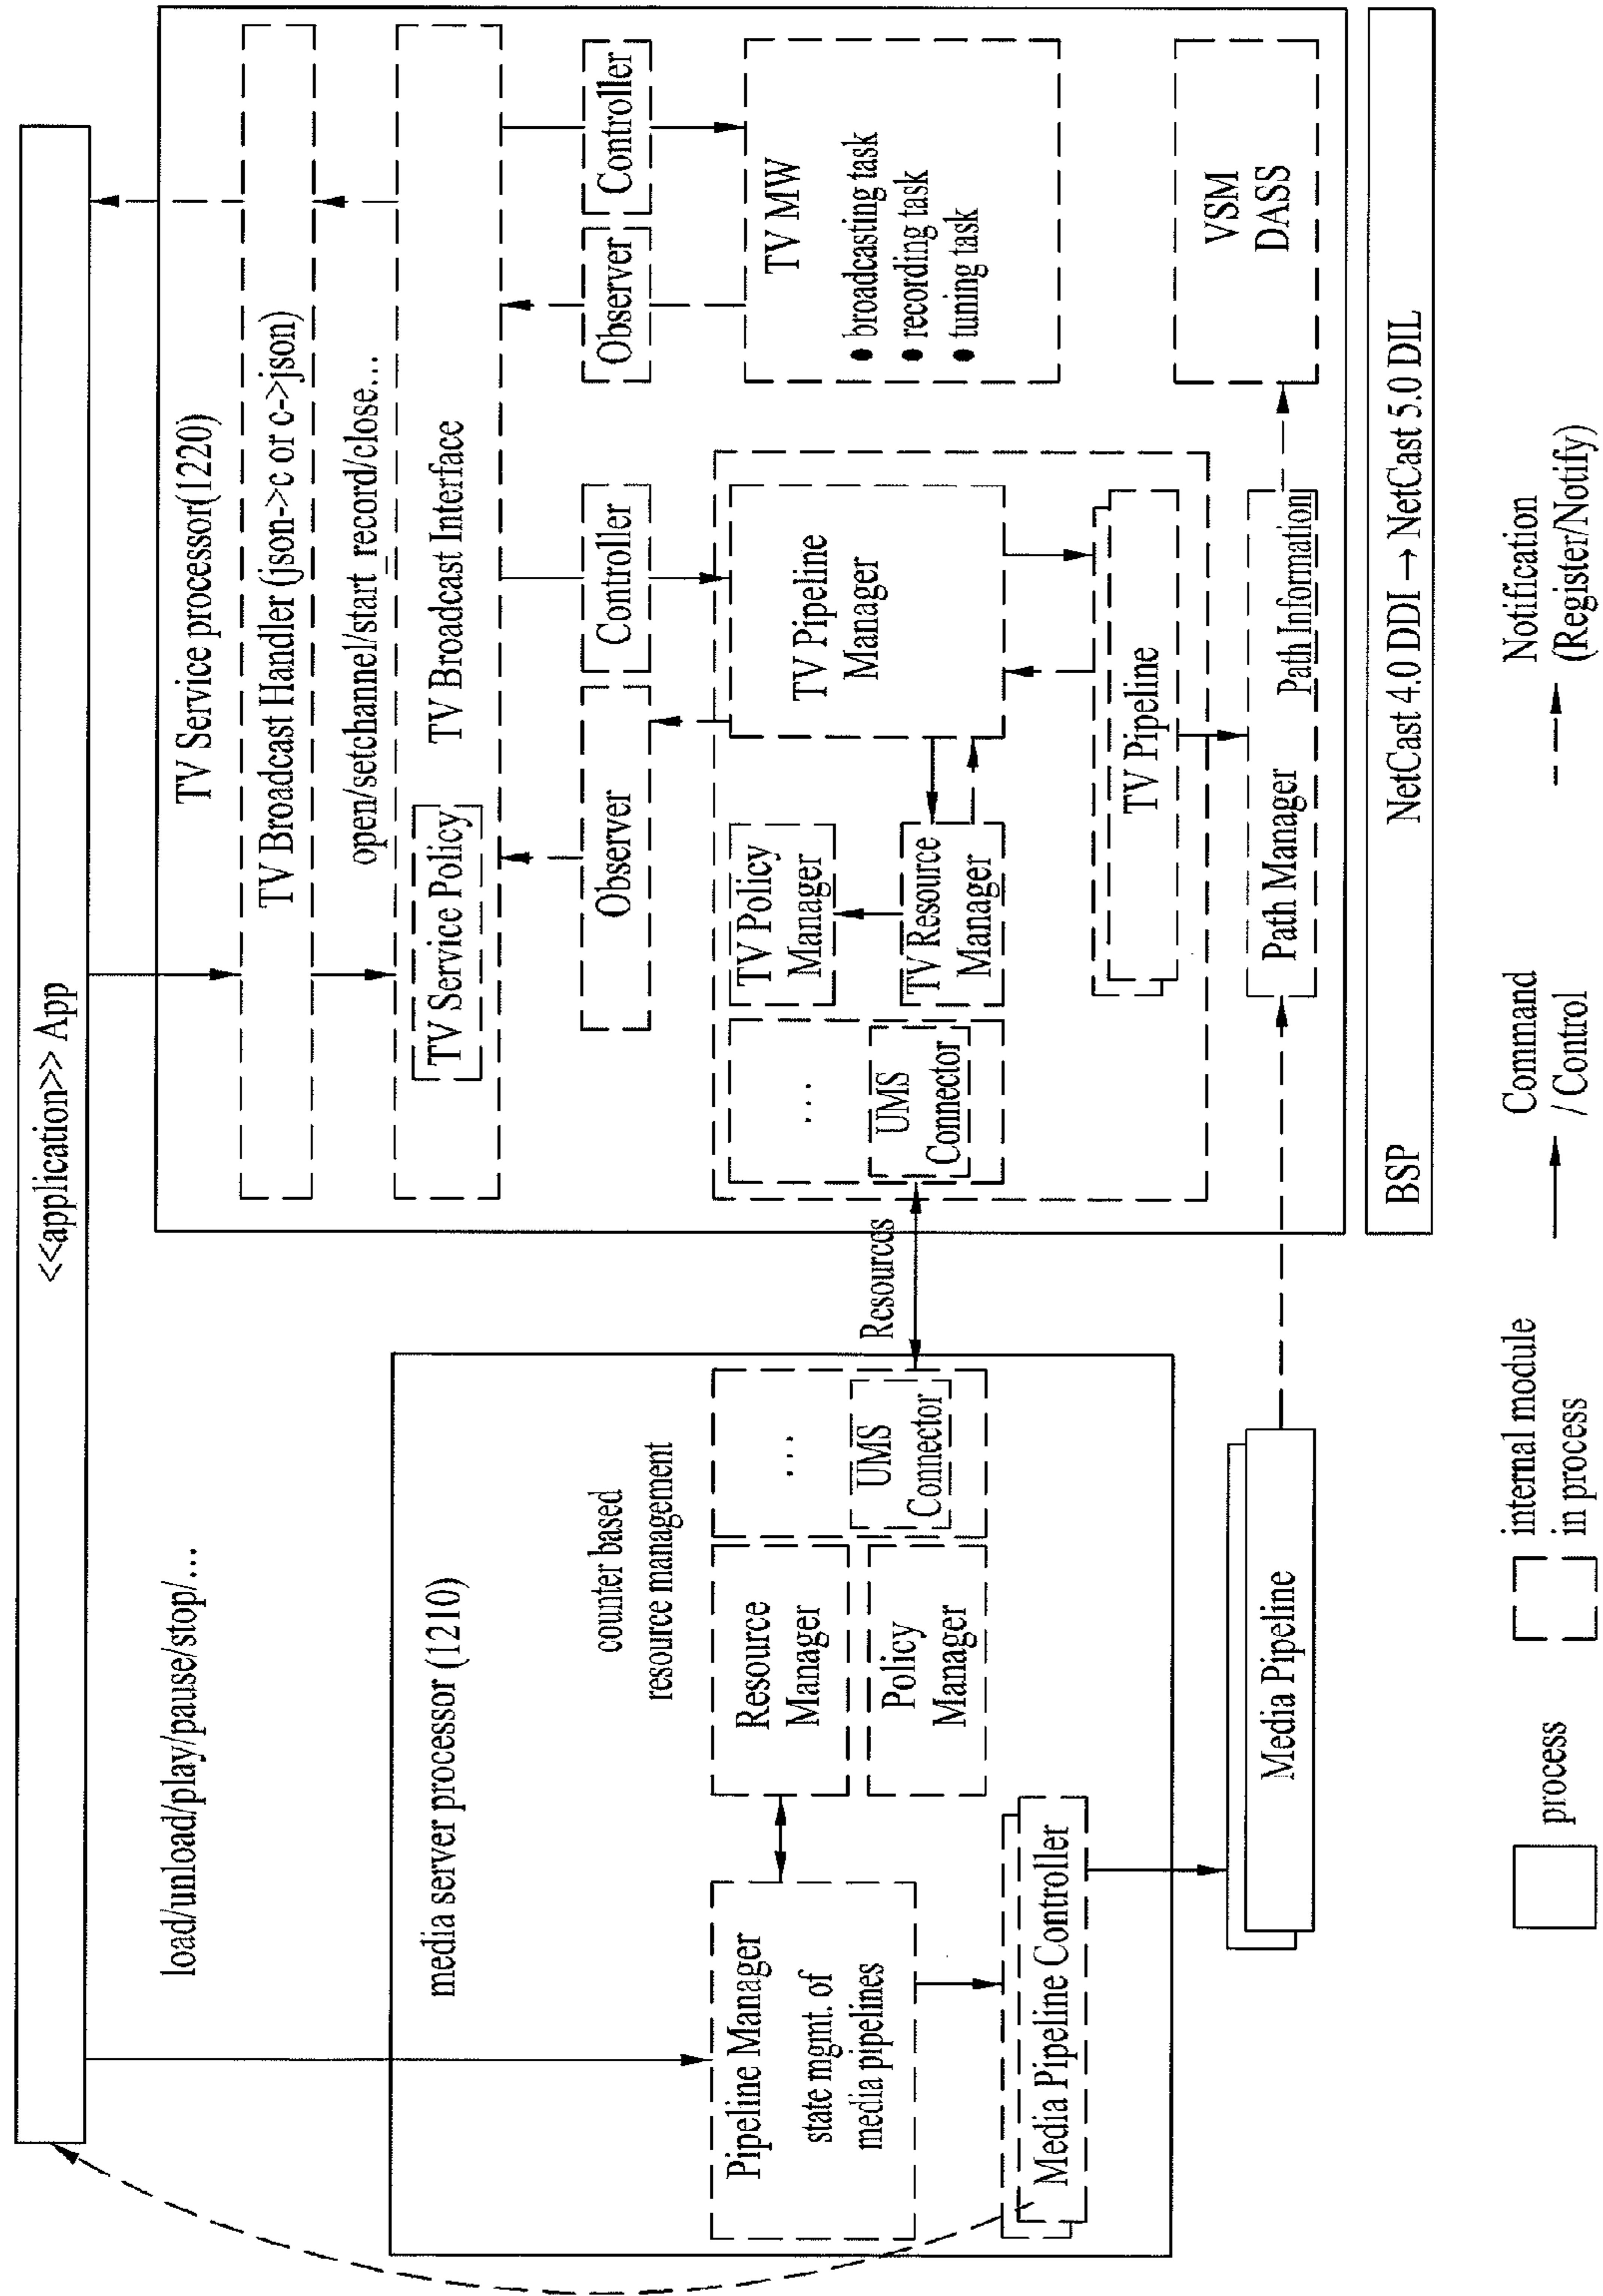 <<application>> App
load/unload/play/pause/stop/...
media server processor (1210)
counter based
resource management
Pipeline Manager
state mgmt. of
media pipelines
Resource
Manager
Policy
Manager
...
UMS
Connector
Media Pipeline Controller
Media Pipeline
Resources
TV Service processor(1220)
TV Broadcast Handler (json->c or c->json)
open/setchannel/start_record/close...
TV Service Policy
TV Broadcast Interface
Observer
Controller
Observer
Controller
...
UMS
Connector
TV Policy
Manager
TV Resource
Manager
TV Pipeline
Manager
TV Pipeline
TV MW
● broadcasting task
● recording task
● tuning task
Path Manager
Path Information
VSM
DASS
BSP
NetCast 4.0 DDI → NetCast 5.0 DIL
process
internal module
in process
Command
/ Control
Notification
(Register/Notify)